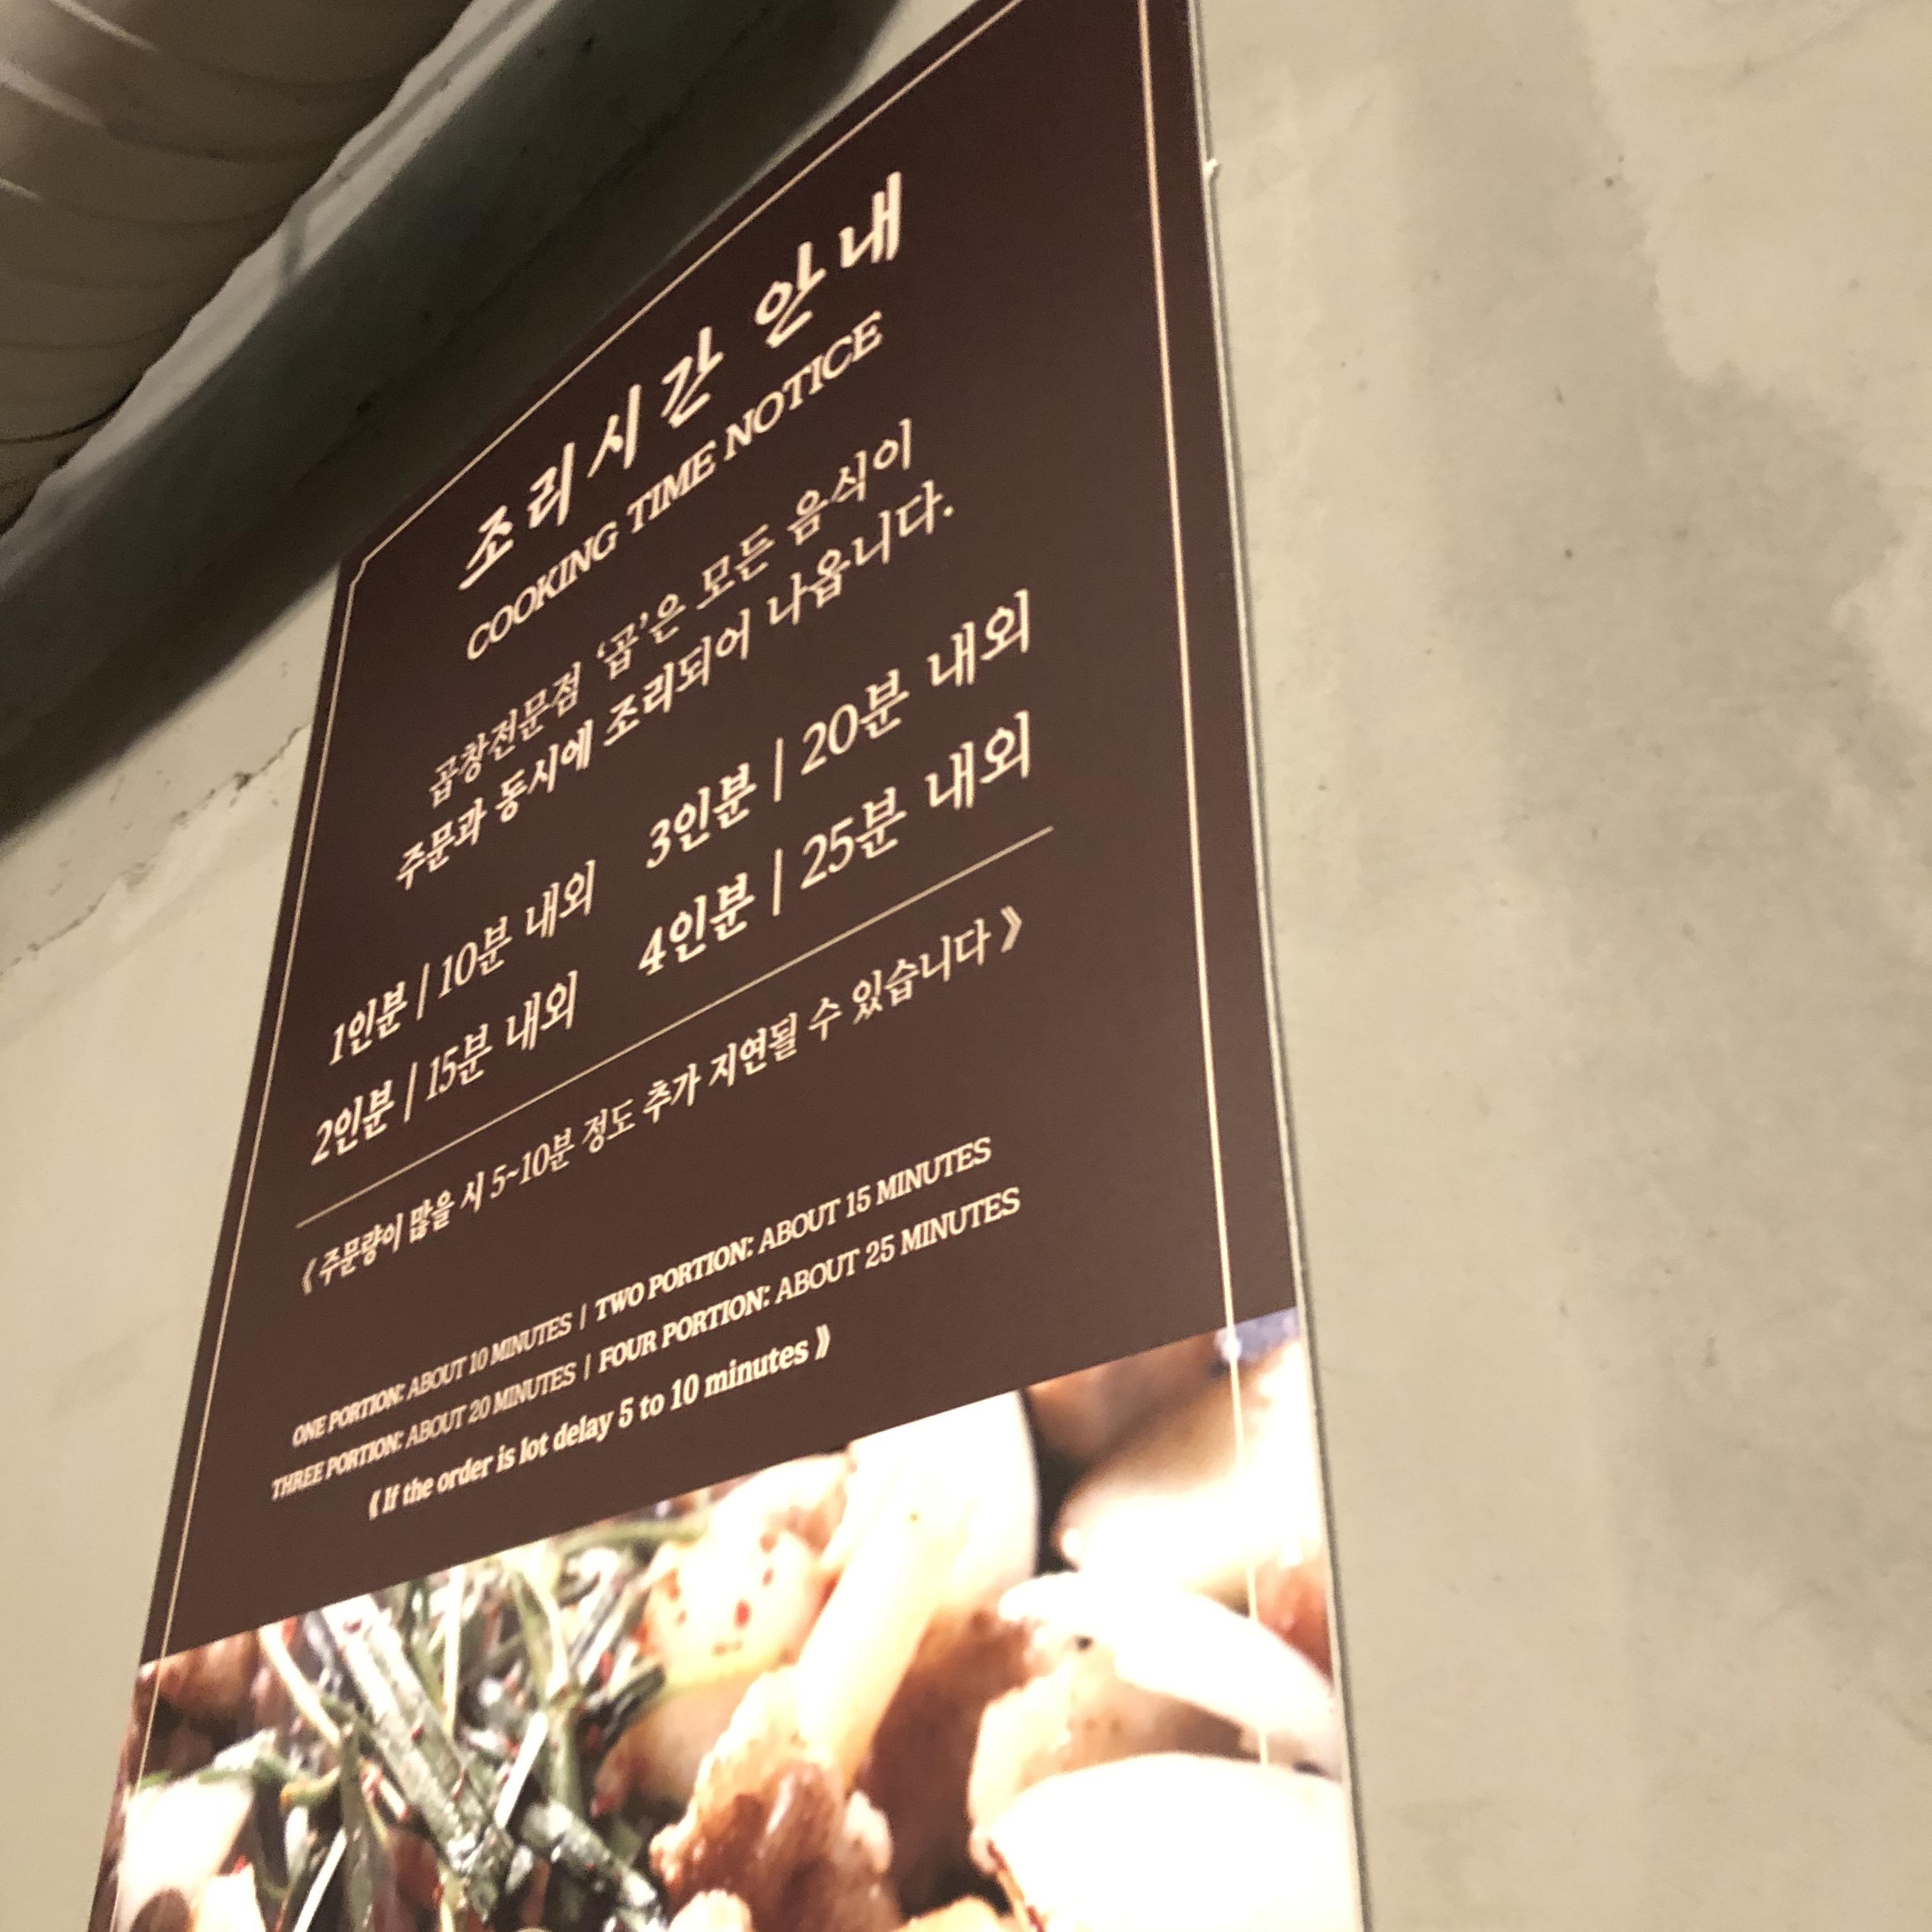 조리시간 안내
COOKING TIME NOTICE
곱창전문점 ‘곱’은 모든 음식이
주문과 동시에 조리되어 나옵니다.
1인분 | 10분 내외 3인분 | 20분 내외
2인분 | 15분 내외 4인분 | 25분 내외
《 주문량이 많을 시 5~10분 정도 추가 지연될 수 있습니다 》
ONE PORTION: ABOUT 10 MINUTES | TWO PORTION: ABOUT 15 MINUTES
THREE PORTION: ABOUT 20 MINUTES | FOUR PORTION: ABOUT 25 MINUTES
《 If the order is lot delay 5 to 10 minutes 》